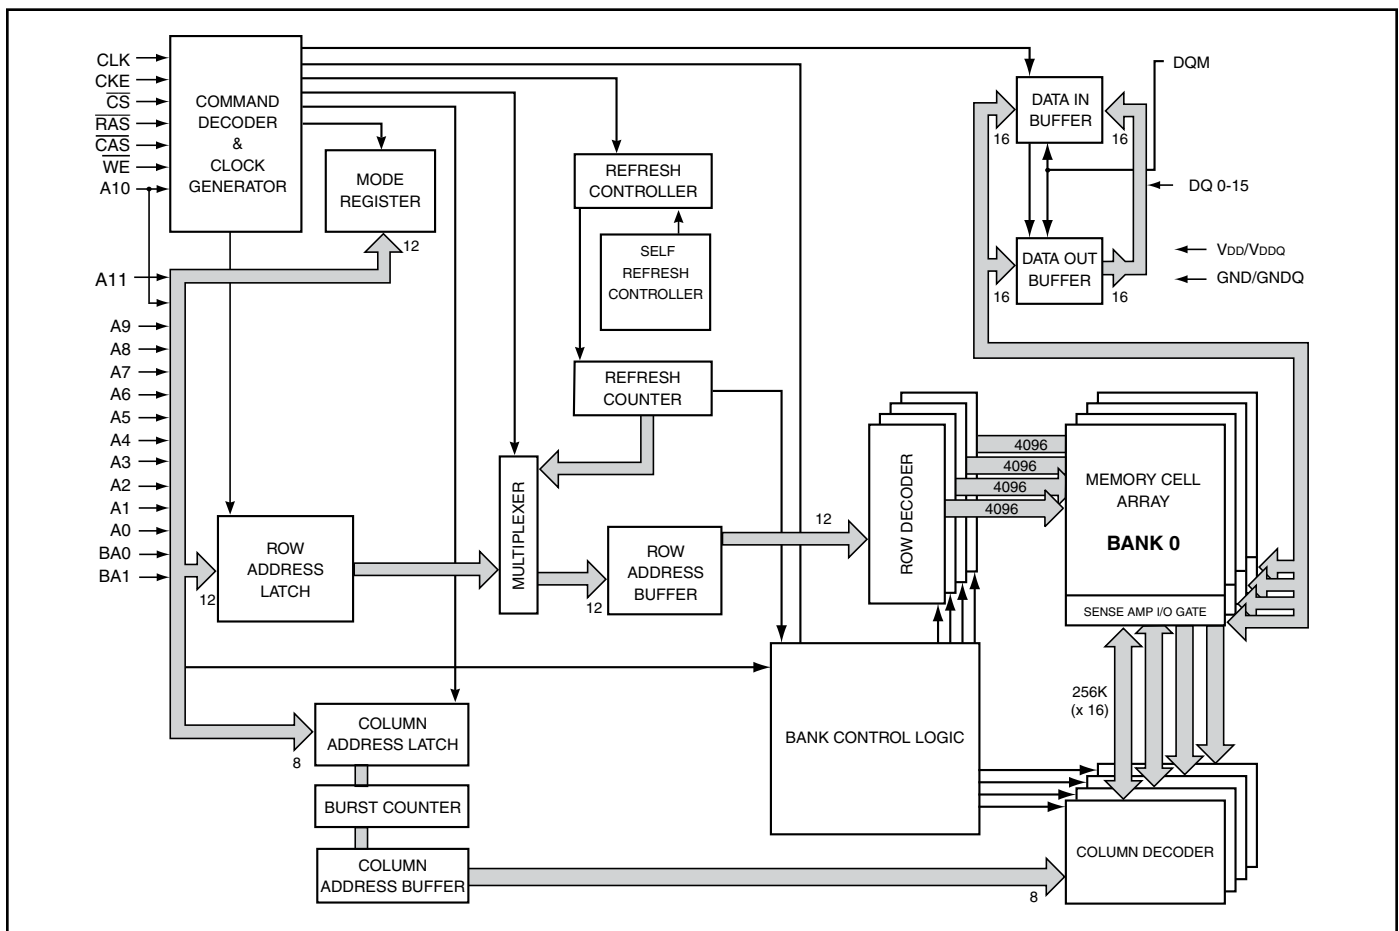 CLK
CKE
CS
RAS
CAS
WE
A10
A11
A9
A8
A7
A6
A5
A4
A3
A2
A1
A0
BA0
BA1
COMMAND
DECODER
&
CLOCK
GENERATOR
MODE
REGISTER
12
REFRESH
CONTROLLER
SELF
REFRESH
CONTROLLER
REFRESH
COUNTER
MULTIPLEXER
12
ROW
ADDRESS
LATCH
12
ROW
ADDRESS
BUFFER
12
ROW DECODER
4096
4096
4096
4096
MEMORY CELL
ARRAY
BANK 0
SENSE AMP I/O GATE
DATA IN
BUFFER
16
16
DQM
DQ 0-15
VDD/VDDQ
GND/GNDQ
DATA OUT
BUFFER
16
16
256K
(x 16)
BANK CONTROL LOGIC
8
COLUMN
ADDRESS LATCH
BURST COUNTER
COLUMN
ADDRESS BUFFER
8
COLUMN DECODER